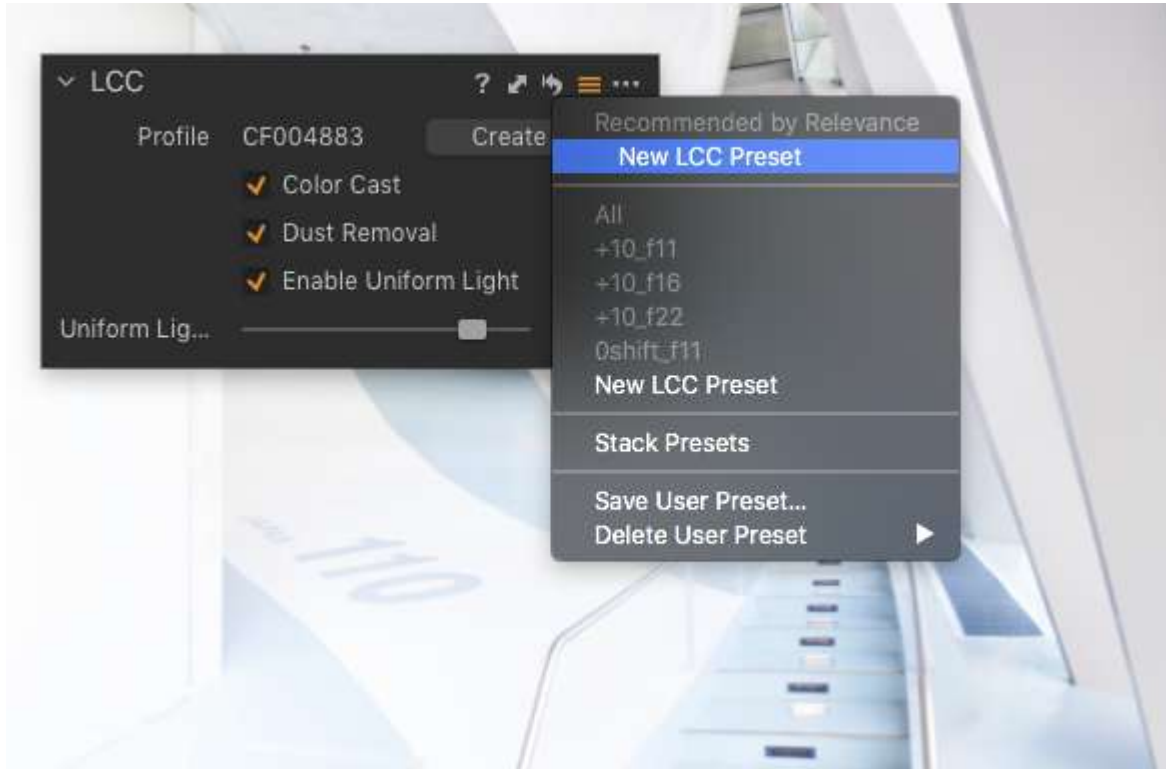 LCC
?
Profile CF004883 Create
Color Cast
Dust Removal
Enable Uniform Light
Uniform Lig...
Recommended by Relevance
New LCC Preset
All
+10_f11
+10_f16
+10_f22
0shift_f11
New LCC Preset
Stack Presets
Save User Preset...
Delete User Preset
110